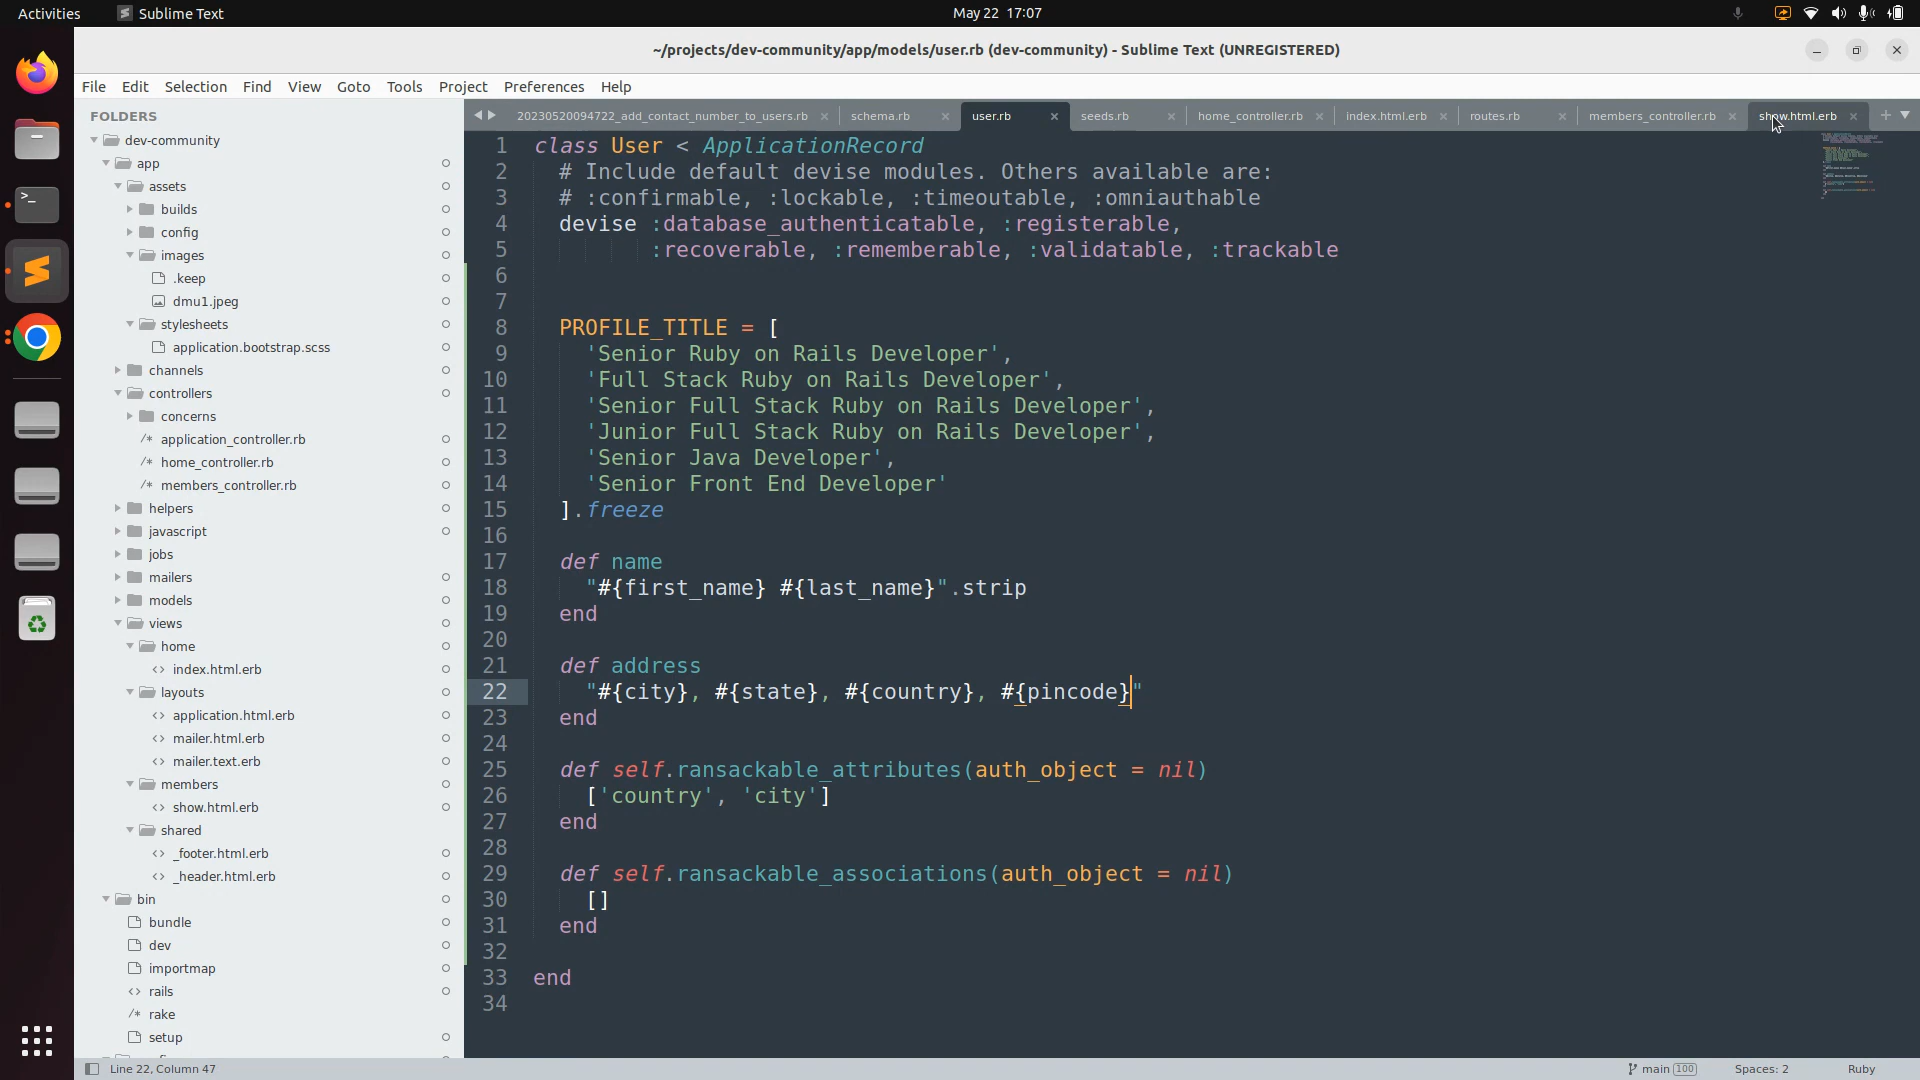 Activities
Sublime Text
May 22 17:07
~/projects/dev-community/app/models/user.rb (dev-community) - Sublime Text (UNREGISTERED)
File Edit Selection Find View Goto Tools Project Preferences Help
FOLDERS
dev-community
app
assets
builds
config
images
.keep
dmu1.jpeg
stylesheets
application.bootstrap.scss
channels
controllers
concerns
application_controller.rb
home_controller.rb
members_controller.rb
helpers
javascript
jobs
mailers
models
views
home
index.html.erb
layouts
application.html.erb
mailer.html.erb
mailer.text.erb
members
show.html.erb
shared
_footer.html.erb
_header.html.erb
bin
bundle
dev
importmap
rails
rake
setup
20230520094722_add_contact_number_to_users.rb
schema.rb
user.rb
seeds.rb
home_controller.rb
index.html.erb
routes.rb
members_controller.rb
show.html.erb
1 class User < ApplicationRecord
2 # Include default devise modules. Others available are:
3 # :confirmable, :lockable, :timeoutable, :omniauthable
4 devise :database_authenticatable, :registerable,
5 :recoverable, :rememberable, :validatable, :trackable
6
7
8 PROFILE_TITLE = [
9 'Senior Ruby on Rails Developer',
10 'Full Stack Ruby on Rails Developer',
11 'Senior Full Stack Ruby on Rails Developer',
12 'Junior Full Stack Ruby on Rails Developer',
13 'Senior Java Developer',
14 'Senior Front End Developer'
15 ].freeze
16
17 def name
18 "#{first_name} #{last_name}".strip
19 end
20
21 def address
22 "#{city}, #{state}, #{country}, #{pincode}"
23 end
24
25 def self.ransackable_attributes(auth_object = nil)
26 ['country', 'city']
27 end
28
29 def self.ransackable_associations(auth_object = nil)
30 []
31 end
32
33 end
34
Line 22, Column 47
main 100
Spaces: 2
Ruby